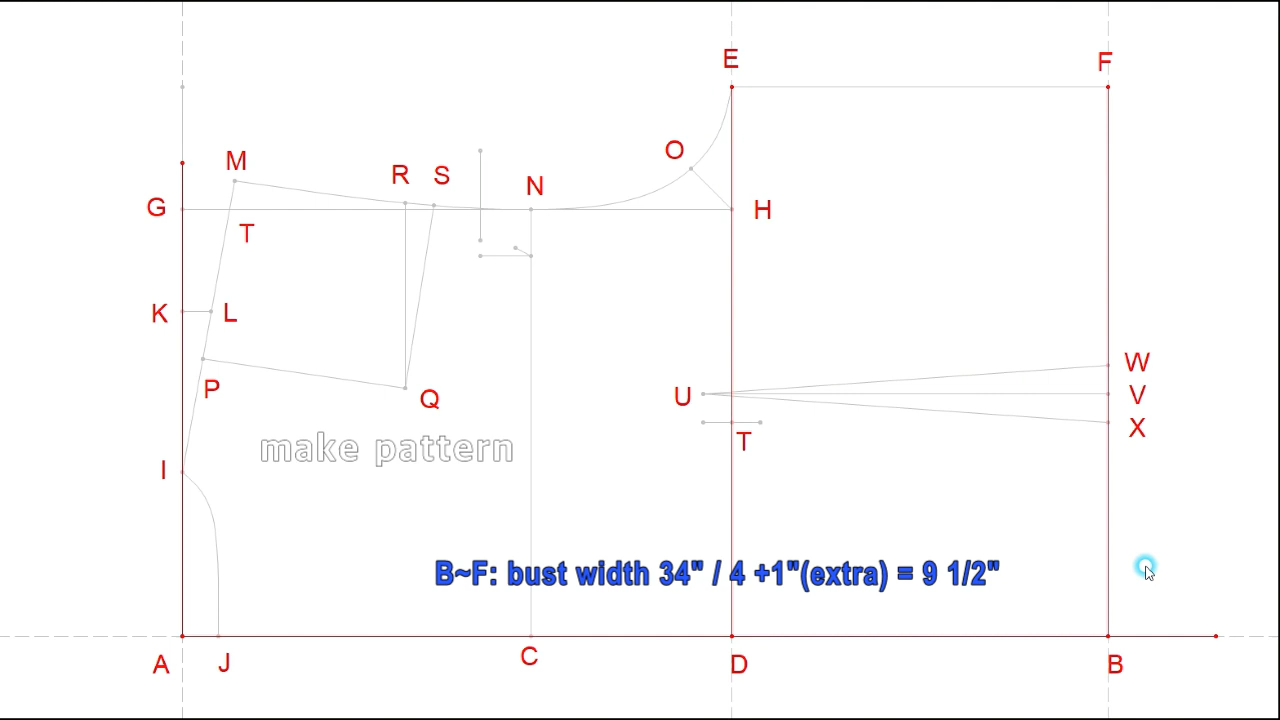 E F
M R S N O
G T H
K L
P Q U W V X
T
make pattern
I
B~F: bust width 34" / 4 +1"(extra) = 9 1/2"
A J C D B